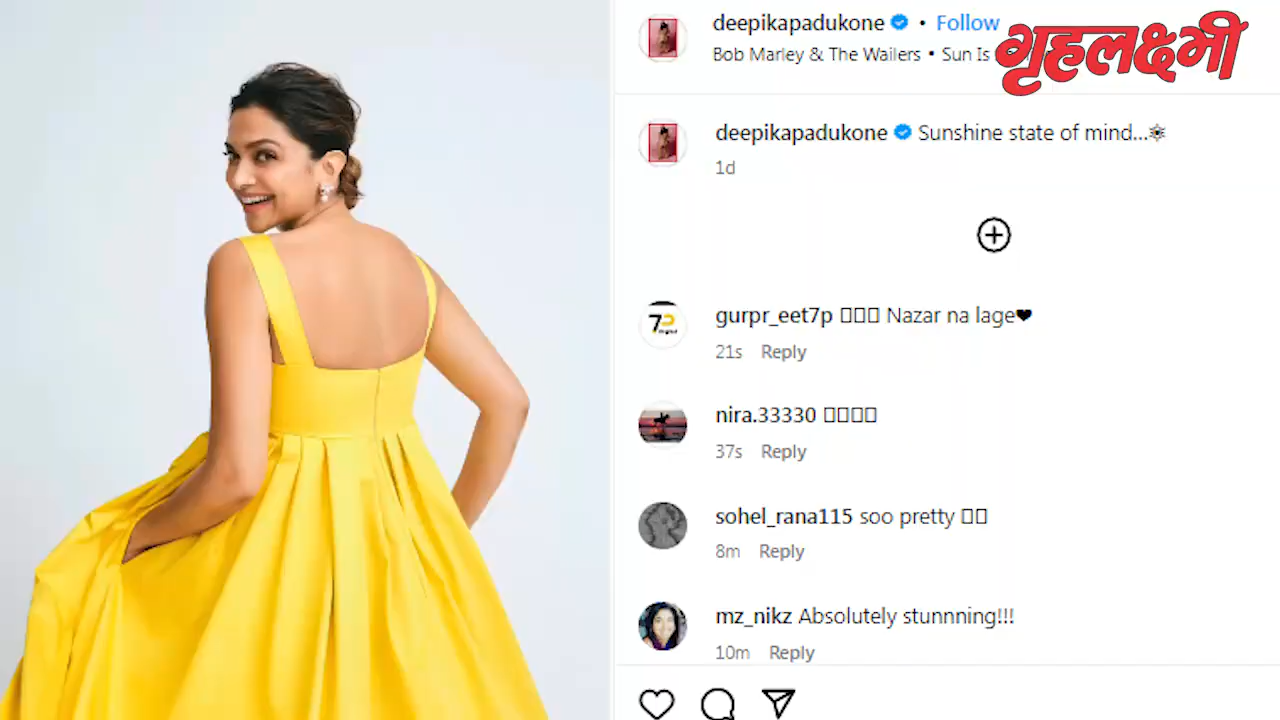 deepikapadukone • Follow
Bob Marley & The Wailers • Sun Is
गृहलक्ष्मी
deepikapadukone Sunshine state of mind...
1d
gurpr_eet7p Nazar na lage
21s Reply
nira.33330
37s Reply
sohel_rana115 soo pretty
8m Reply
mz_nikz Absolutely stunnning!!!
10m Reply